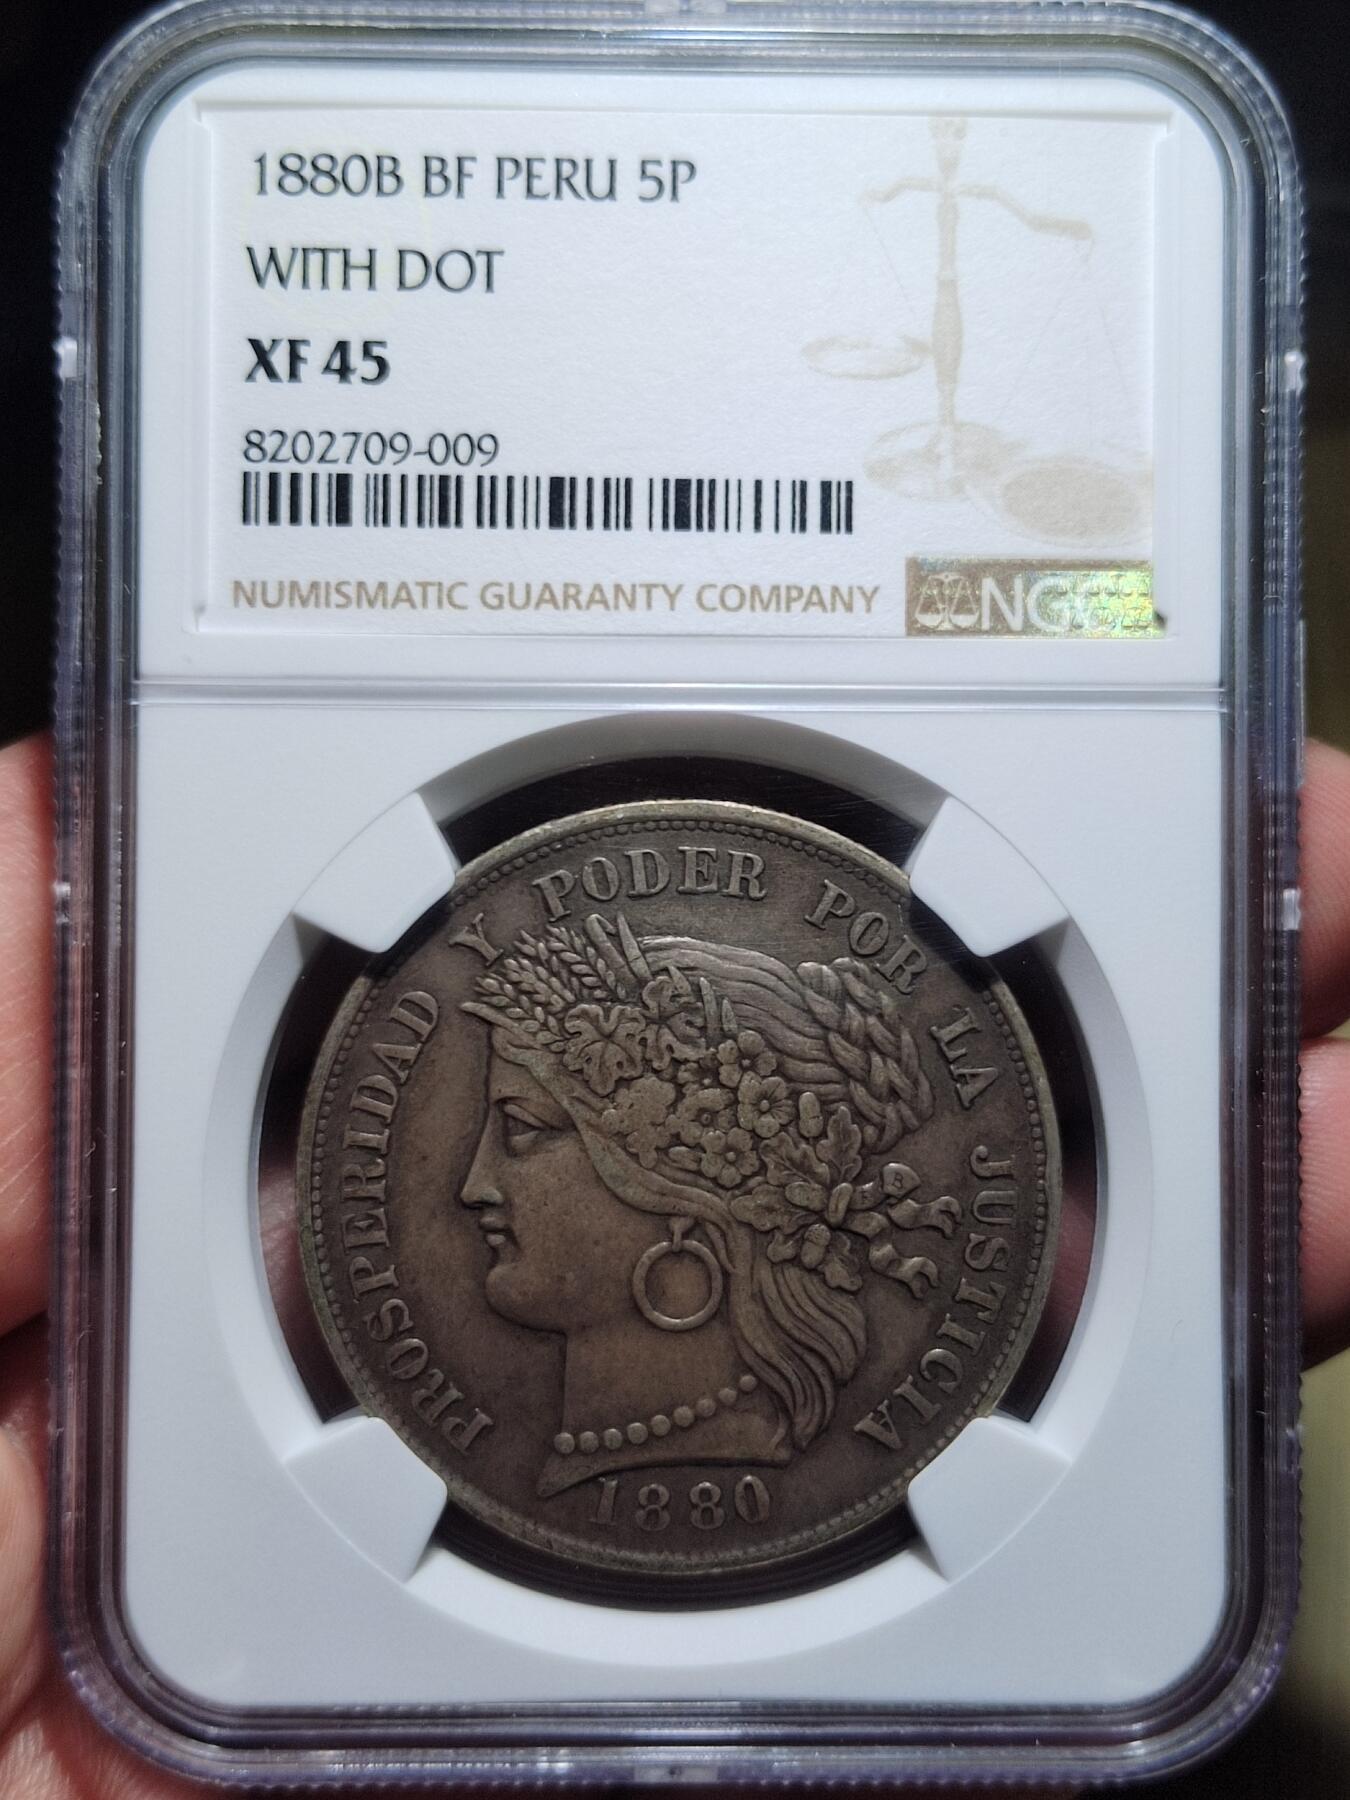 1880B BF PERU 5P
WITH DOT
XF 45
8202709-009
NUMISMATIC GUARANTY COMPANY
NGC
PROSPERIDAD Y PODER POR LA JUSTICIA
B F
1880